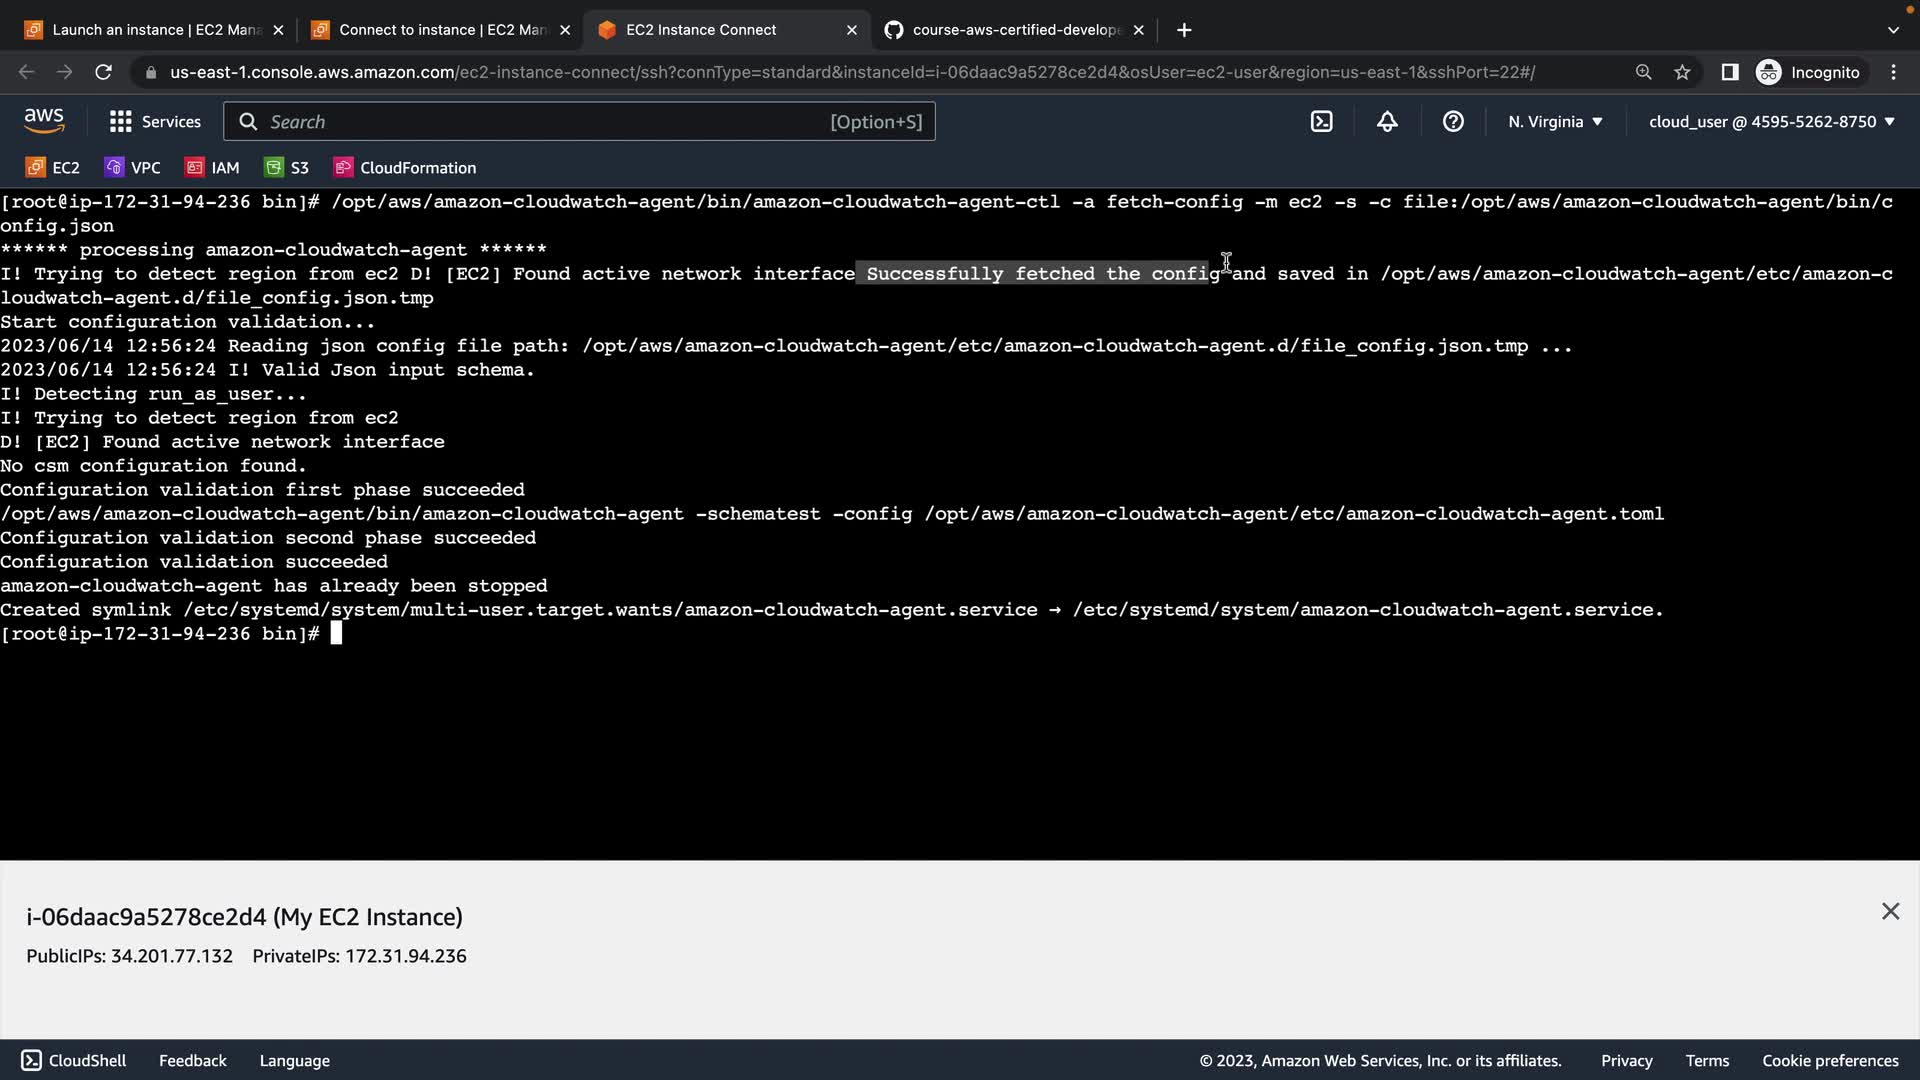 Launch an instance | EC2 Mana
Connect to instance | EC2 Man
EC2 Instance Connect
course-aws-certified-develope
us-east-1.console.aws.amazon.com/ec2-instance-connect/ssh?connType=standard&instanceId=i-06daac9a5278ce2d4&osUser=ec2-user&region=us-east-1&sshPort=22#/
Incognito
aws
Services
Search
[Option+S]
N. Virginia
cloud_user @ 4595-5262-8750
EC2
VPC
IAM
S3
CloudFormation
[root@ip-172-31-94-236 bin]# /opt/aws/amazon-cloudwatch-agent/bin/amazon-cloudwatch-agent-ctl -a fetch-config -m ec2 -s -c file:/opt/aws/amazon-cloudwatch-agent/bin/c
onfig.json
****** processing amazon-cloudwatch-agent ******
I! Trying to detect region from ec2 D! [EC2] Found active network interface Successfully fetched the config and saved in /opt/aws/amazon-cloudwatch-agent/etc/amazon-c
loudwatch-agent.d/file_config.json.tmp
Start configuration validation...
2023/06/14 12:56:24 Reading json config file path: /opt/aws/amazon-cloudwatch-agent/etc/amazon-cloudwatch-agent.d/file_config.json.tmp ...
2023/06/14 12:56:24 I! Valid Json input schema.
I! Detecting run_as_user...
I! Trying to detect region from ec2
D! [EC2] Found active network interface
No csm configuration found.
Configuration validation first phase succeeded
/opt/aws/amazon-cloudwatch-agent/bin/amazon-cloudwatch-agent -schematest -config /opt/aws/amazon-cloudwatch-agent/etc/amazon-cloudwatch-agent.toml
Configuration validation second phase succeeded
Configuration validation succeeded
amazon-cloudwatch-agent has already been stopped
Created symlink /etc/systemd/system/multi-user.target.wants/amazon-cloudwatch-agent.service → /etc/systemd/system/amazon-cloudwatch-agent.service.
[root@ip-172-31-94-236 bin]#
i-06daac9a5278ce2d4 (My EC2 Instance)
PublicIPs: 34.201.77.132 PrivateIPs: 172.31.94.236
CloudShell
Feedback
Language
© 2023, Amazon Web Services, Inc. or its affiliates.
Privacy
Terms
Cookie preferences